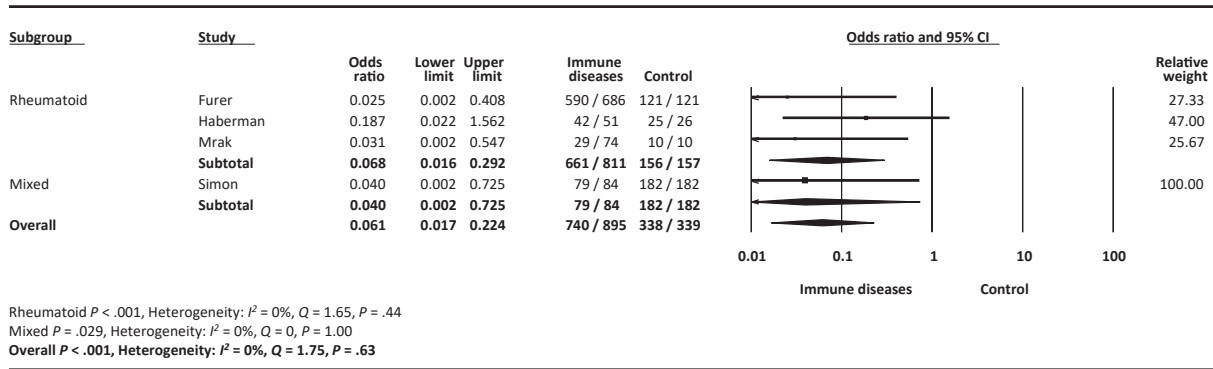 Subgroup Study Odds ratio and 95% CI
Odds ratio Lower limit Upper limit Immune diseases Control Relative weight
Rheumatoid Furer 0.025 0.002 0.408 590 / 686 121 / 121 27.33
Haberman 0.187 0.022 1.562 42 / 51 25 / 26 47.00
Mrak 0.031 0.002 0.547 29 / 74 10 / 10 25.67
Subtotal 0.068 0.016 0.292 661 / 811 156 / 157
Mixed Simon 0.040 0.002 0.725 79 / 84 182 / 182 100.00
Subtotal 0.040 0.002 0.725 79 / 84 182 / 182
Overall 0.061 0.017 0.224 740 / 895 338 / 339
0.01 0.1 1 10 100
Immune diseases Control
Rheumatoid P < .001, Heterogeneity: I² = 0%, Q = 1.65, P = .44
Mixed P = .029, Heterogeneity: I² = 0%, Q = 0, P = 1.00
Overall P < .001, Heterogeneity: I² = 0%, Q = 1.75, P = .63